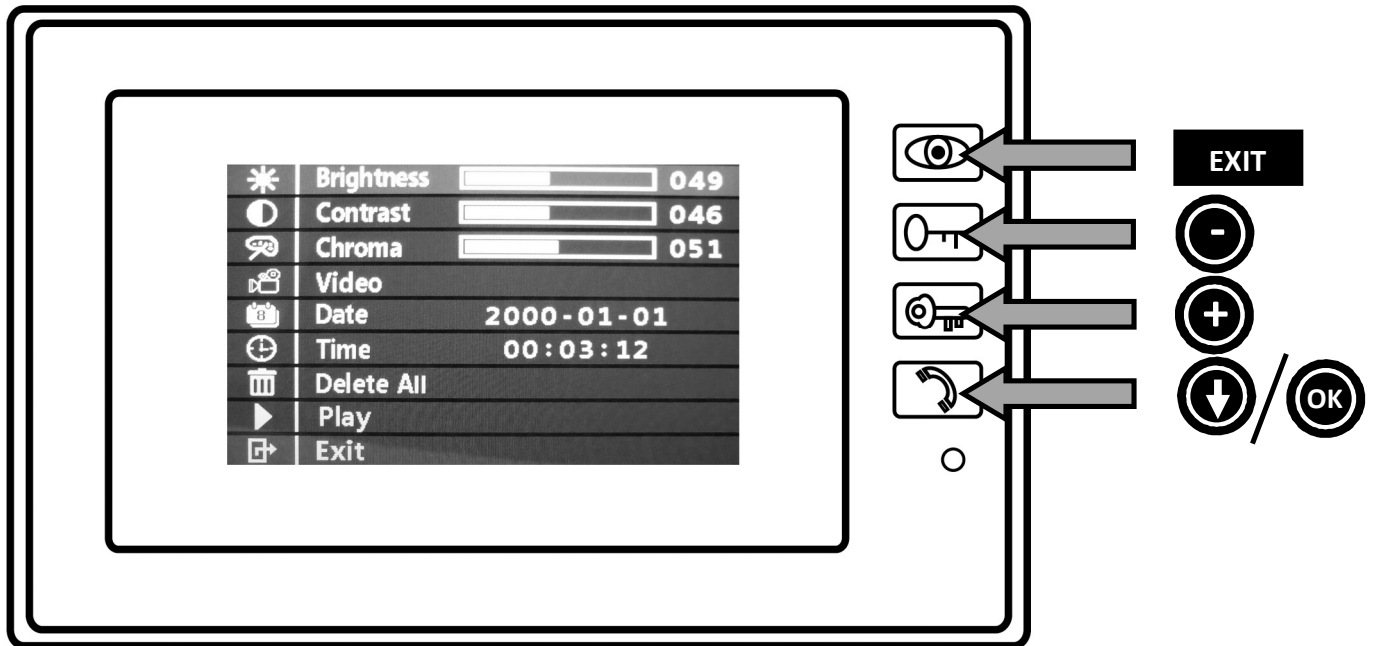 Brightness 049
Contrast 046
Chroma 051
Video
8
Date 2000-01-01
Time 00:03:12
Delete All
Play
Exit
EXIT
-
+
OK